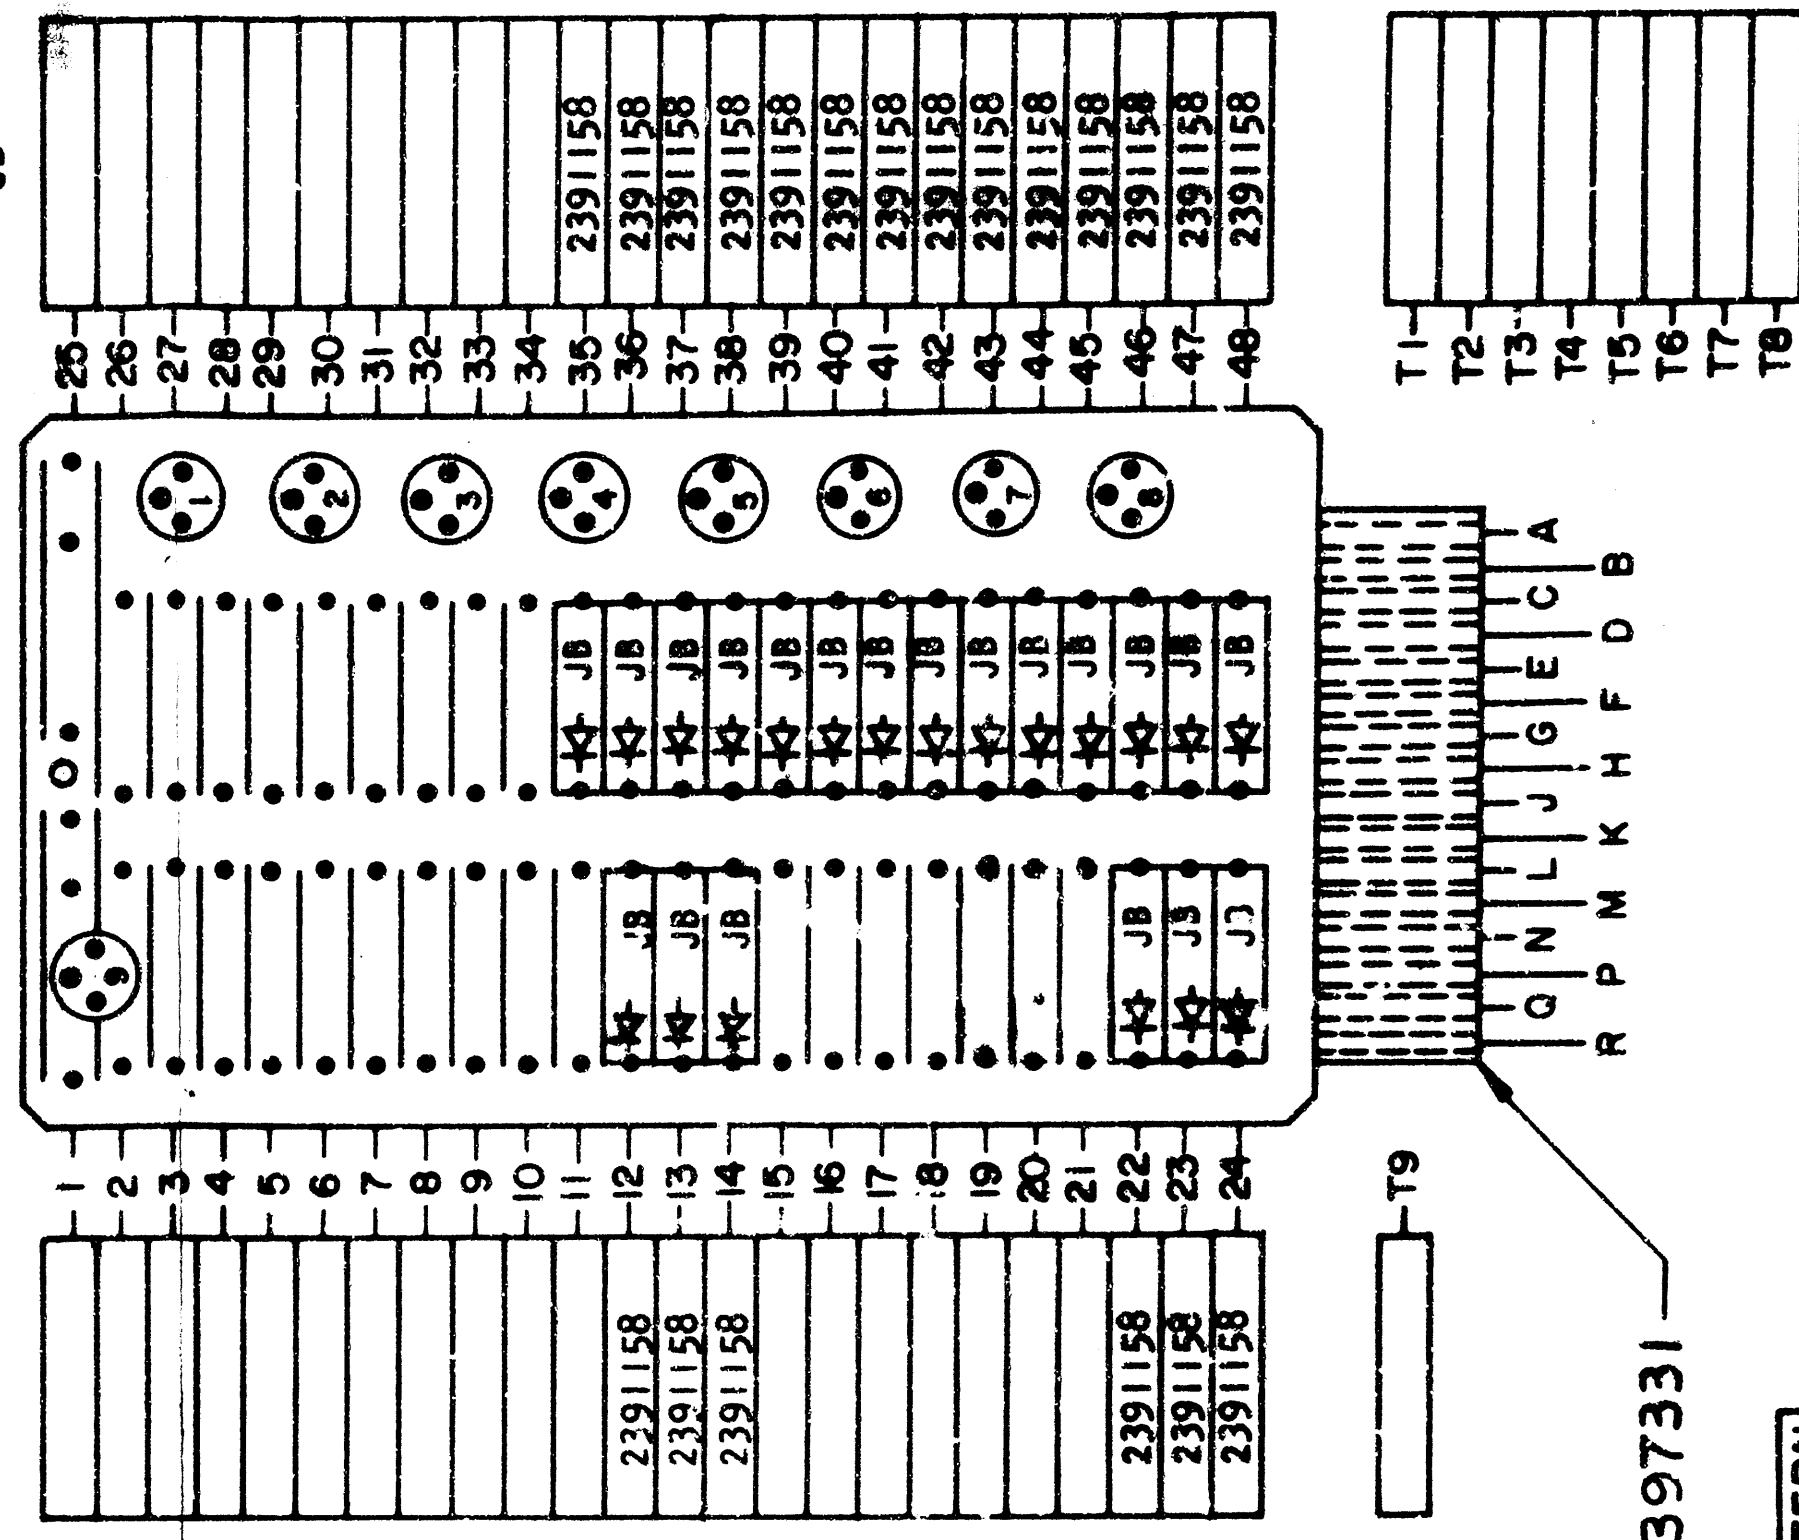 2391158 2391158 2391158 2391158 2391158 2391158 2391158 2391158 2391158 2391158 2391158 2391158 2391158 2391158
25 26 27 28 29 30 31 32 33 34 35 36 37 38 39 40 41 42 43 44 45 46 47 48
T1 T2 T3 T4 T5 T6 T7 T8
1 2 3 4 5 6 7 8
JB JB JB JB JB JB JB JB JB JB JB JB JB JB
JB JB JB JB JB JB
9
A B C D E F G H J K L M N P Q R
1 2 3 4 5 6 7 8 9 10 11 12 13 14 15 16 17 18 19 20 21 22 23 24
T9
2391158 2391158 2391158 2391158 2391158 2391158
397331